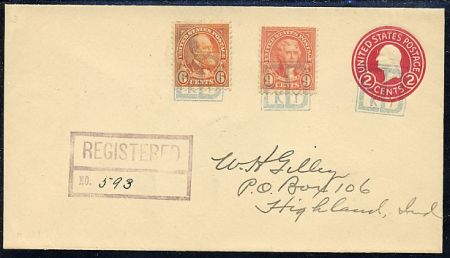 UNITED STATES POSTAGE
6 6
CENTS
UNITED STATES POSTAGE
9 9
CENTS
UNITED STATES POSTAGE
2 2
CENTS
REGISTERED
NO. 593
W. H. Gilley
P.O. Box 106
Highland, Ind